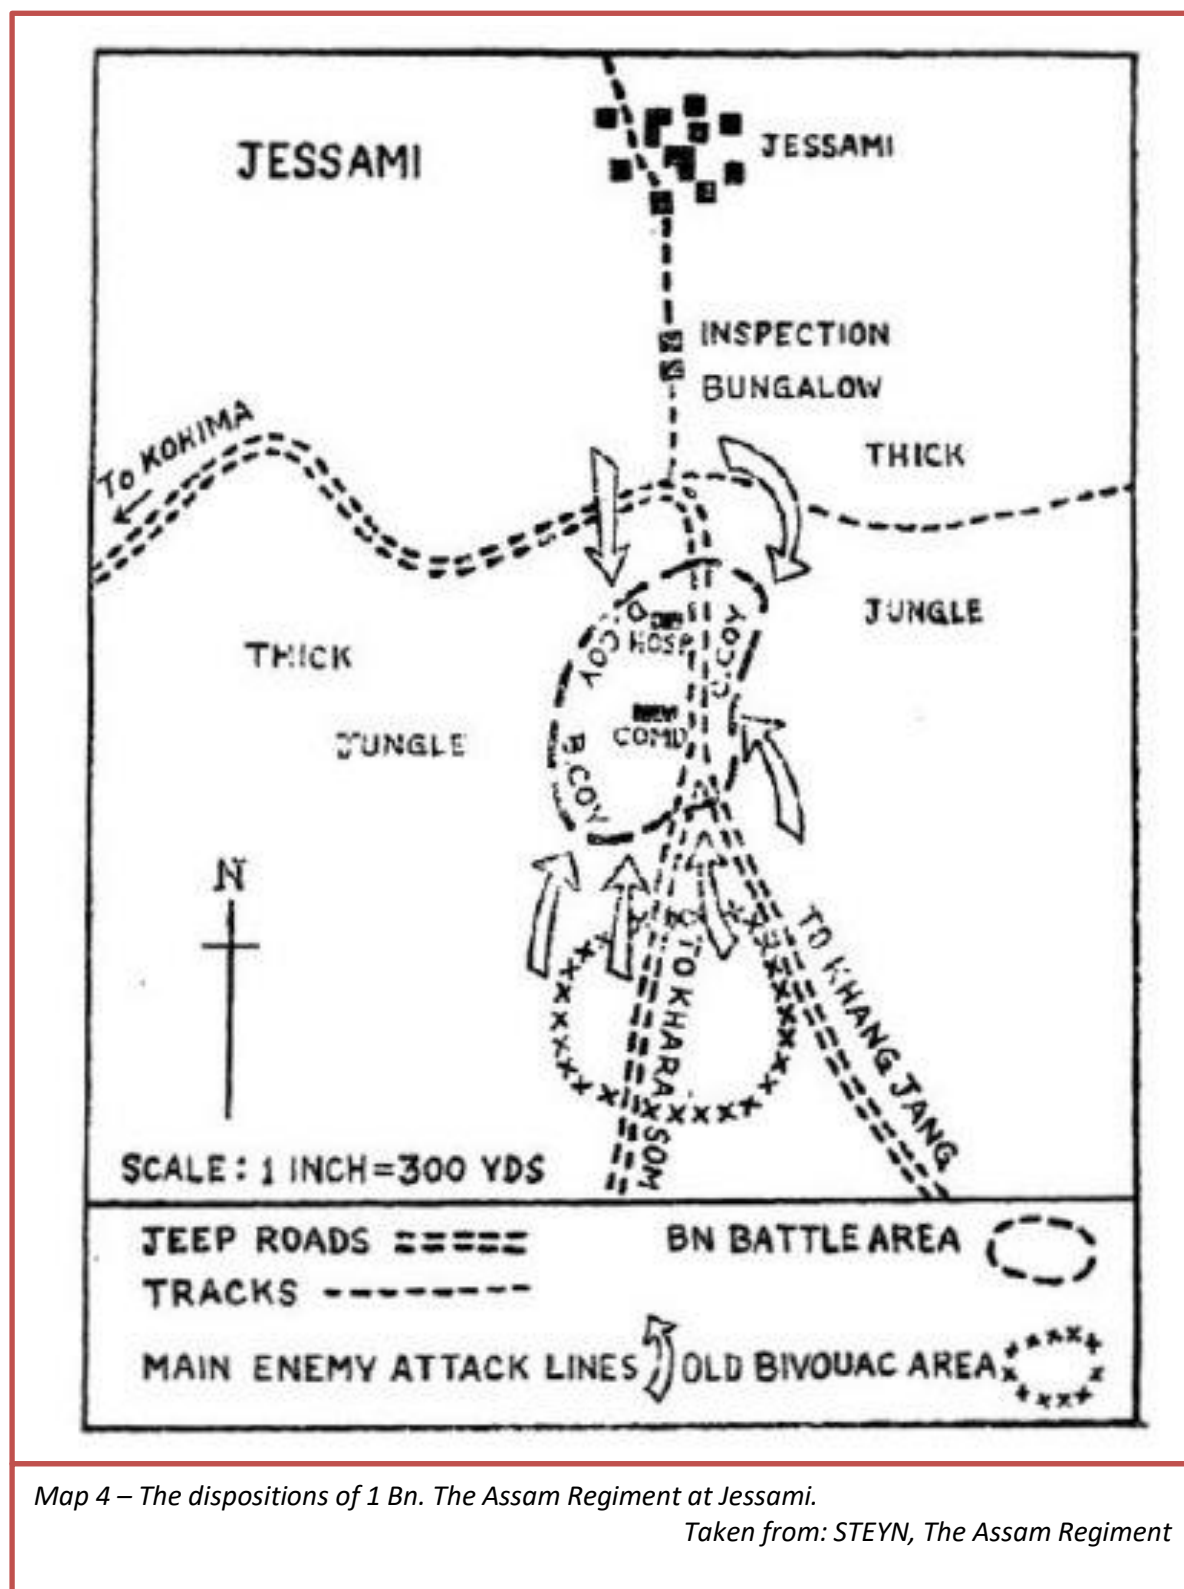 JESSAMI
JESSAMI
INSPECTION
BUNGALOW
TO KOHIMA
THICK
JUNGLE
THICK
JUNGLE
D.COY
HOSP
C.COY
COMD
B.COY
N
TO KHARA SOM
TO KHANG JANG
SCALE: 1 INCH=300 YDS
JEEP ROADS
BN BATTLE AREA
TRACKS
MAIN ENEMY ATTACK LINES
OLD BIVOUAC AREA
Map 4 – The dispositions of 1 Bn. The Assam Regiment at Jessami.
Taken from: STEYN, The Assam Regiment